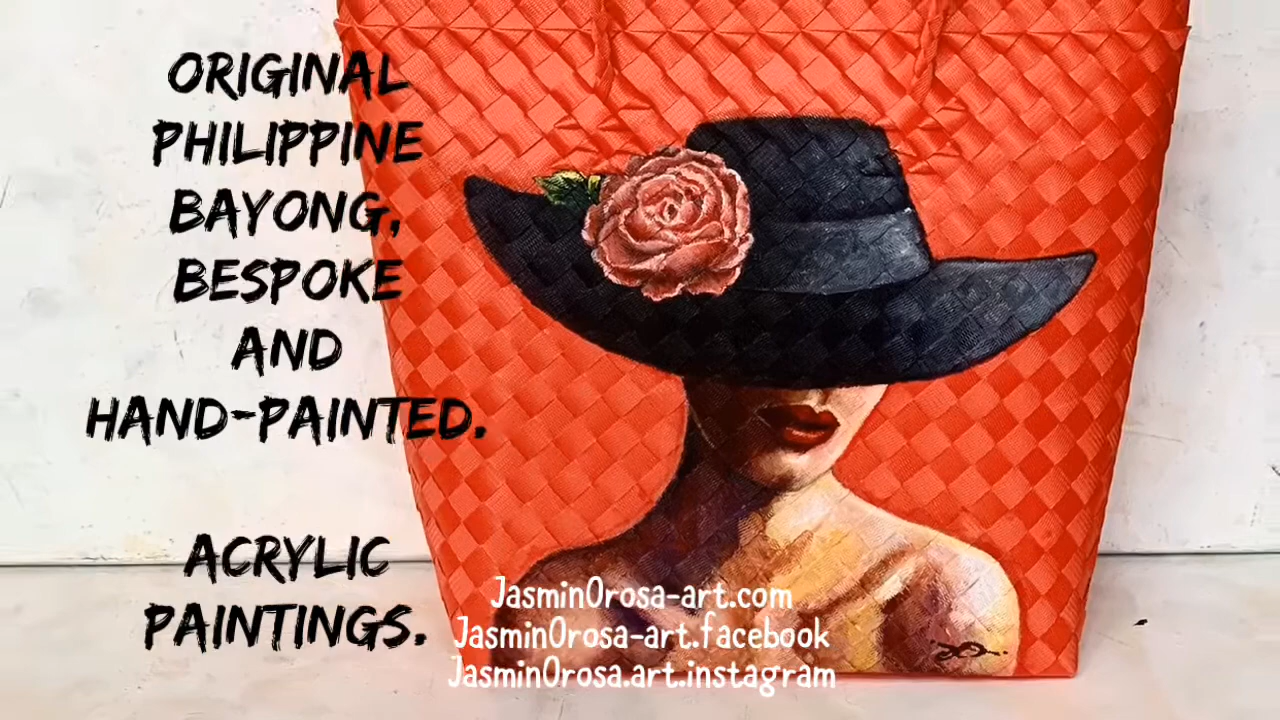 ORIGINAL
PHILIPPINE
BAYONG,
BESPOKE
AND
HAND-PAINTED.
ACRYLIC
PAINTINGS.
JasminOrosa-art.com
JasminOrosa-art.facebook
JasminOrosa.art.instagram